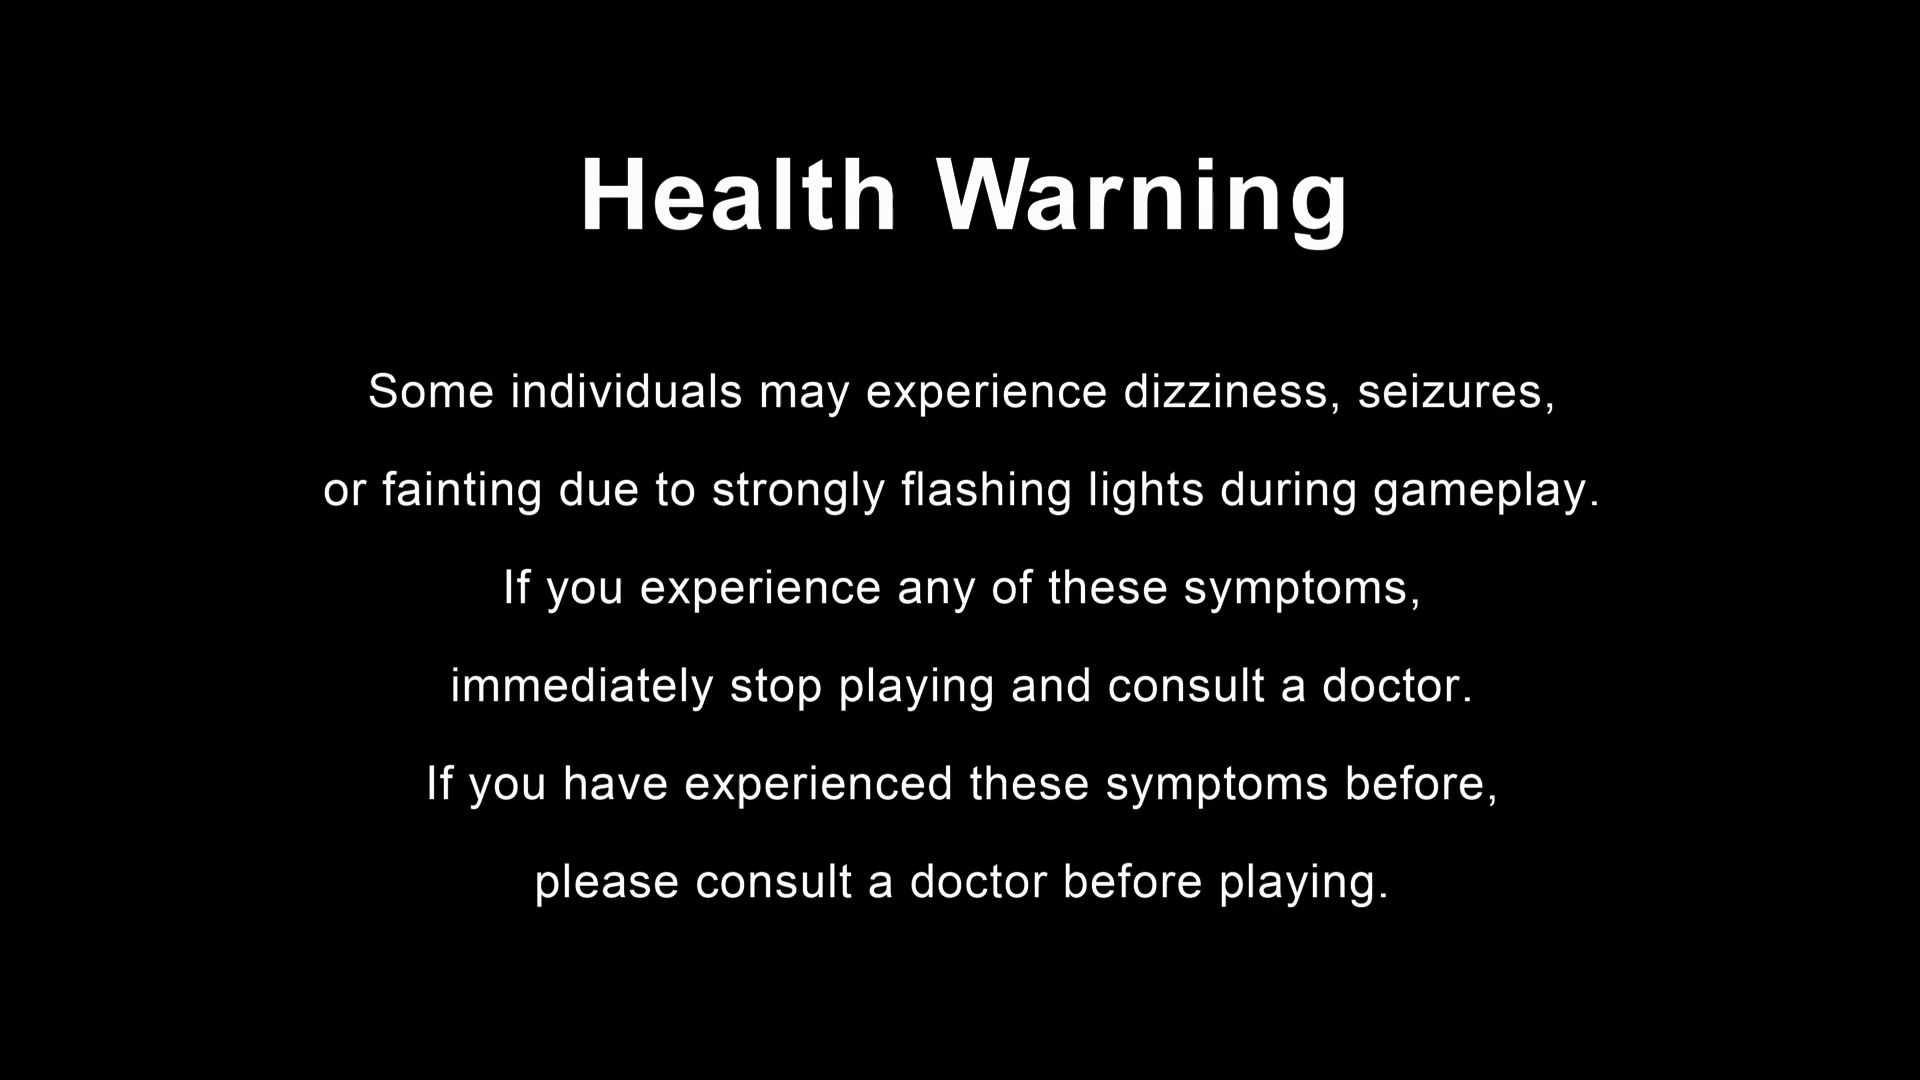 Health Warning
Some individuals may experience dizziness, seizures,
or fainting due to strongly flashing lights during gameplay.
If you experience any of these symptoms,
immediately stop playing and consult a doctor.
If you have experienced these symptoms before,
please consult a doctor before playing.